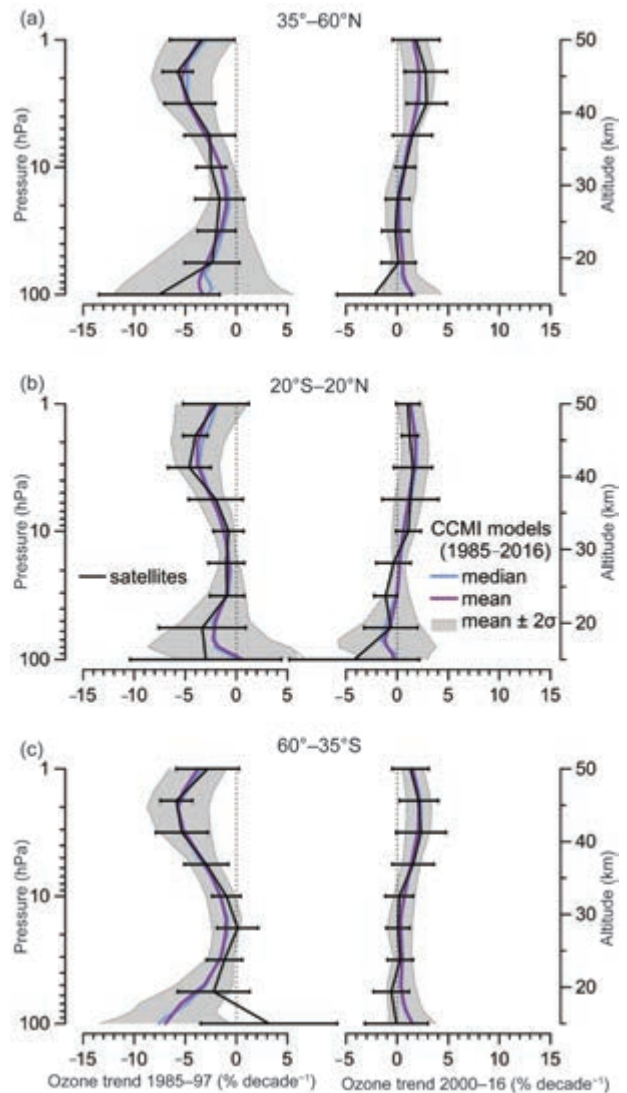 (a) 35°–60°N
1
10
100
Pressure (hPa)
50
40
30
20
Altitude (km)
−15 −10 −5 0 5 −5 0 5 10 15
(b) 20°S–20°N
1
10
100
Pressure (hPa)
satellites
CCMI models
(1985–2016)
median
mean
mean ± 2σ
50
40
30
20
Altitude (km)
−15 −10 −5 0 5 −5 0 5 10 15
(c) 60°–35°S
1
10
100
Pressure (hPa)
50
40
30
20
Altitude (km)
−15 −10 −5 0 5 −5 0 5 10 15
Ozone trend 1985–97 (% decade⁻¹) Ozone trend 2000–16 (% decade⁻¹)